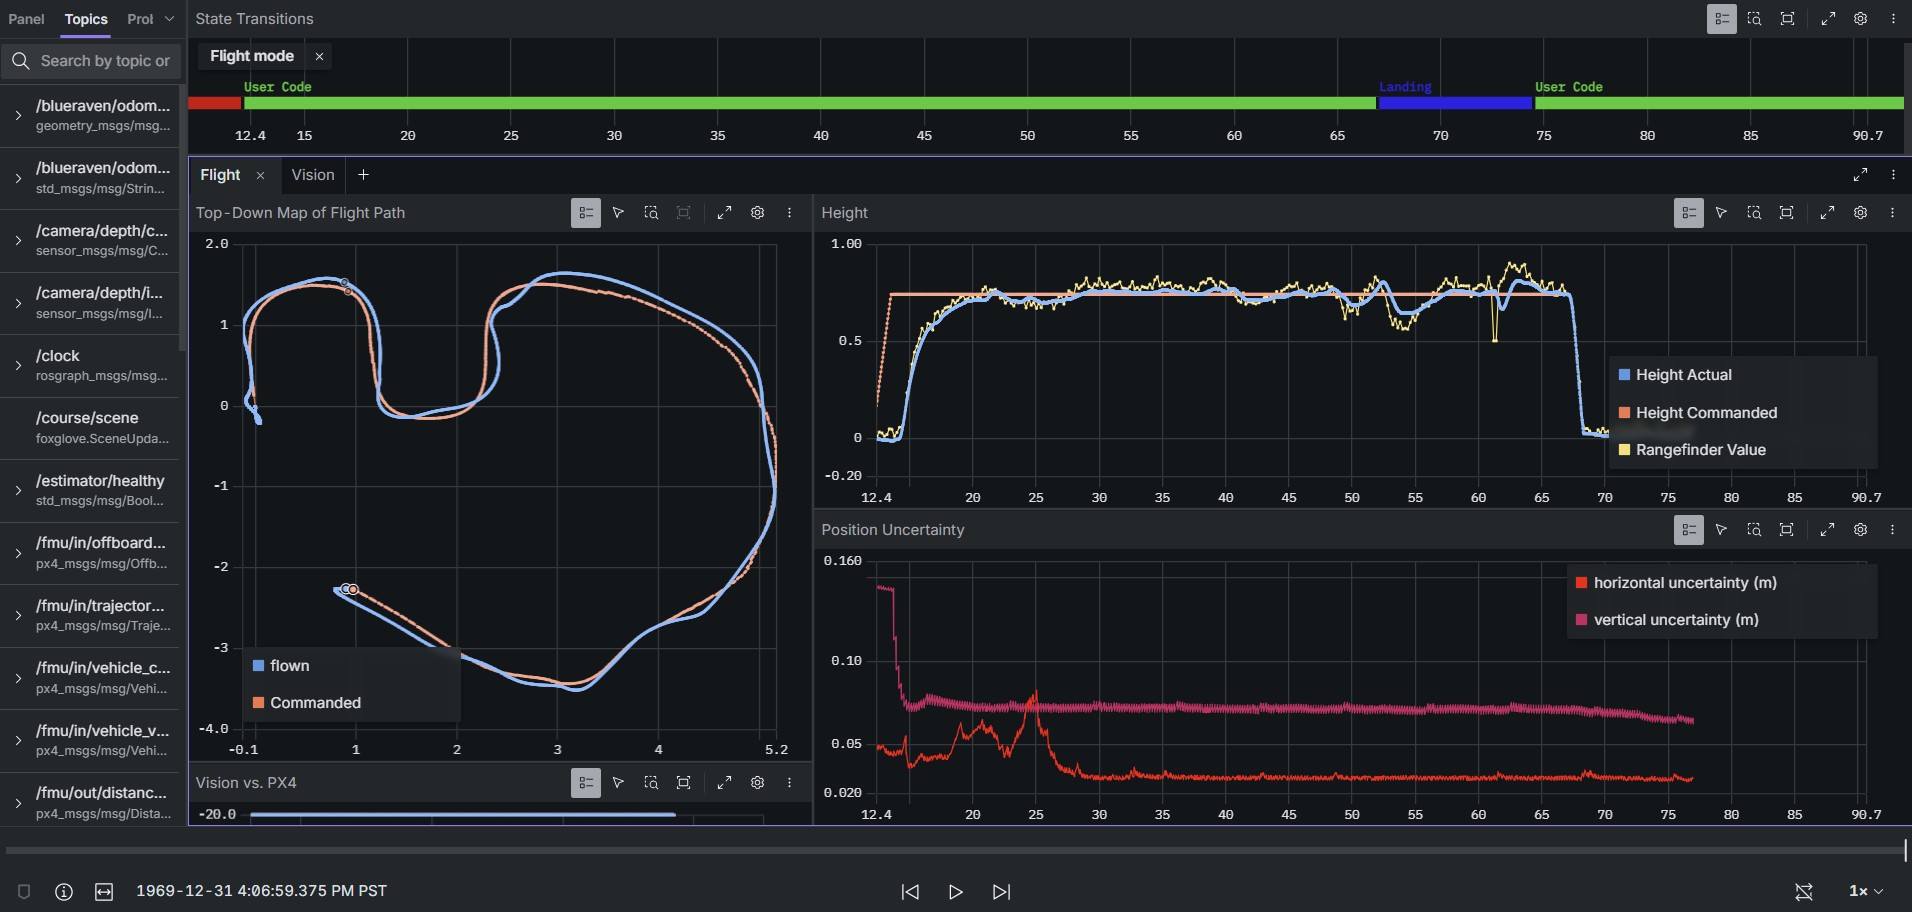 Panel Topics Prol
State Transitions
Search by topic or
Flight mode
User Code Landing User Code
12.4 15 20 25 30 35 40 45 50 55 60 65 70 75 80 85 90.7
/blueraven/odom...
geometry_msgs/msg...
/blueraven/odom...
std_msgs/msg/Strin...
/camera/depth/c...
sensor_msgs/msg/C...
/camera/depth/i...
sensor_msgs/msg/I...
/clock
rosgraph_msgs/msg...
/course/scene
foxglove.SceneUpda...
/estimator/healthy
std_msgs/msg/Bool...
/fmu/in/offboard...
px4_msgs/msg/Offb...
/fmu/in/trajector...
px4_msgs/msg/Traje...
/fmu/in/vehicle_c...
px4_msgs/msg/Vehi...
/fmu/in/vehicle_v...
px4_msgs/msg/Vehi...
/fmu/out/distanc...
px4_msgs/msg/Dista...
Flight Vision +
Top-Down Map of Flight Path
2.0
1
0
-1
-2
-3
-4.0
flown
Commanded
-0.1 1 2 3 4 5.2
Vision vs. PX4
-20.0
Height
1.00
0.5
0
-0.20
Height Actual
Height Commanded
Rangefinder Value
12.4 20 25 30 35 40 45 50 55 60 65 70 75 80 85 90.7
Position Uncertainty
0.160
0.10
0.05
0.020
horizontal uncertainty (m)
vertical uncertainty (m)
12.4 20 25 30 35 40 45 50 55 60 65 70 75 80 85 90.7
1969-12-31 4:06:59.375 PM PST
1×